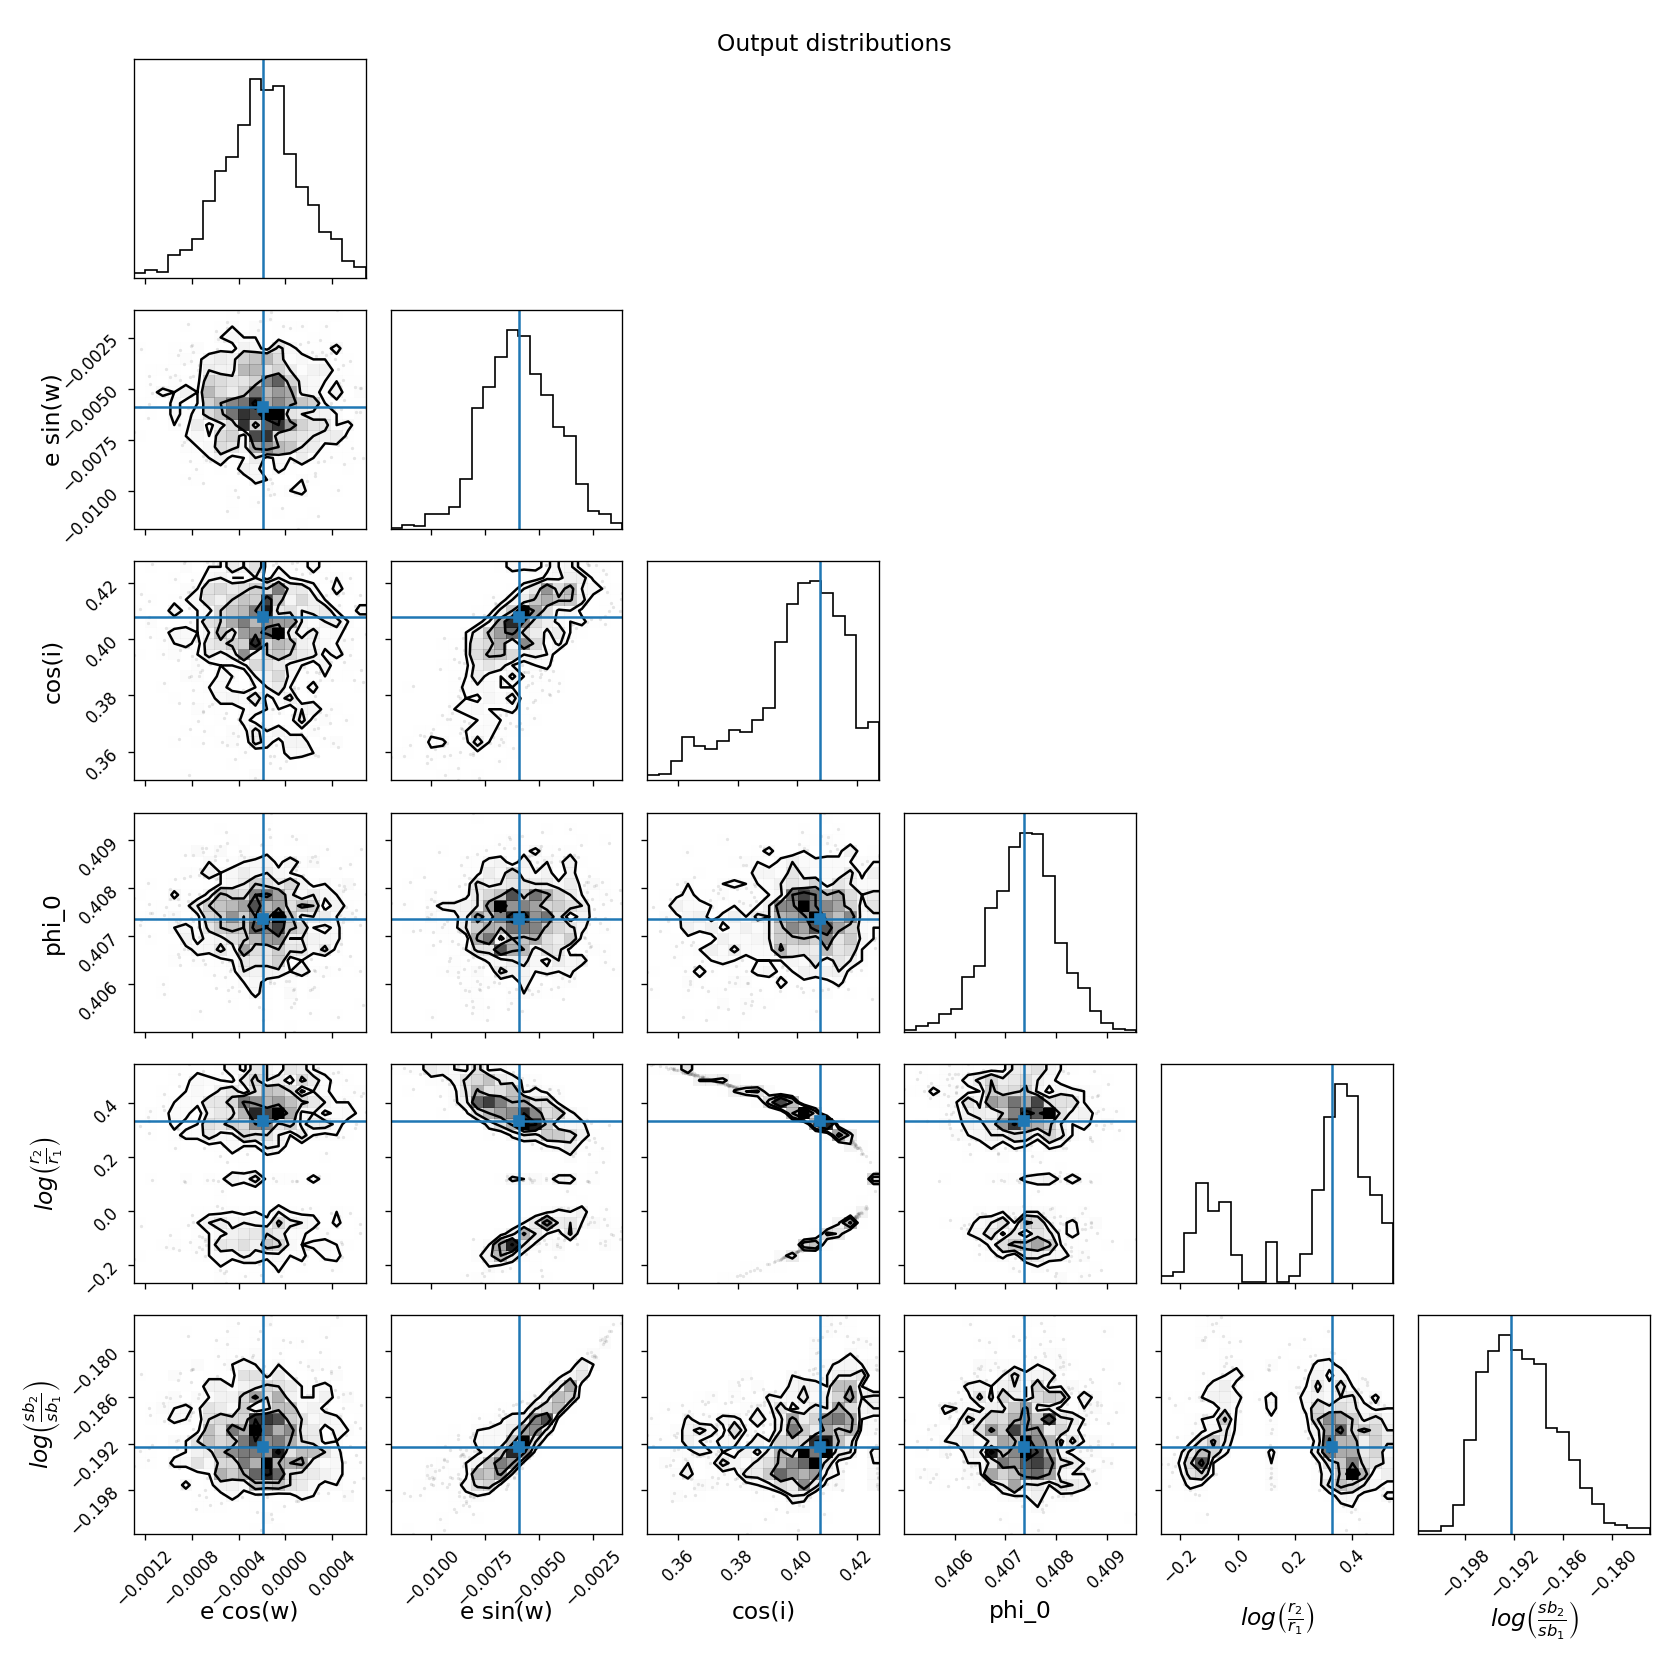 Output distributions
e sin(w)
−0.0025
−0.0050
−0.0075
−0.0100
cos(i)
0.42
0.40
0.38
0.36
phi_0
0.409
0.408
0.407
0.406
log(r₂/r₁)
0.4
0.2
0.0
−0.2
log(sb₂/sb₁)
−0.180
−0.186
−0.192
−0.198
−0.0012 −0.0008 −0.0004 0.0000 0.0004
e cos(w)
−0.0100 −0.0075 −0.0050 −0.0025
e sin(w)
0.36 0.38 0.40 0.42
cos(i)
0.406 0.407 0.408 0.409
phi_0
−0.2 0.0 0.2 0.4
log(r₂/r₁)
−0.198 −0.192 −0.186 −0.180
log(sb₂/sb₁)